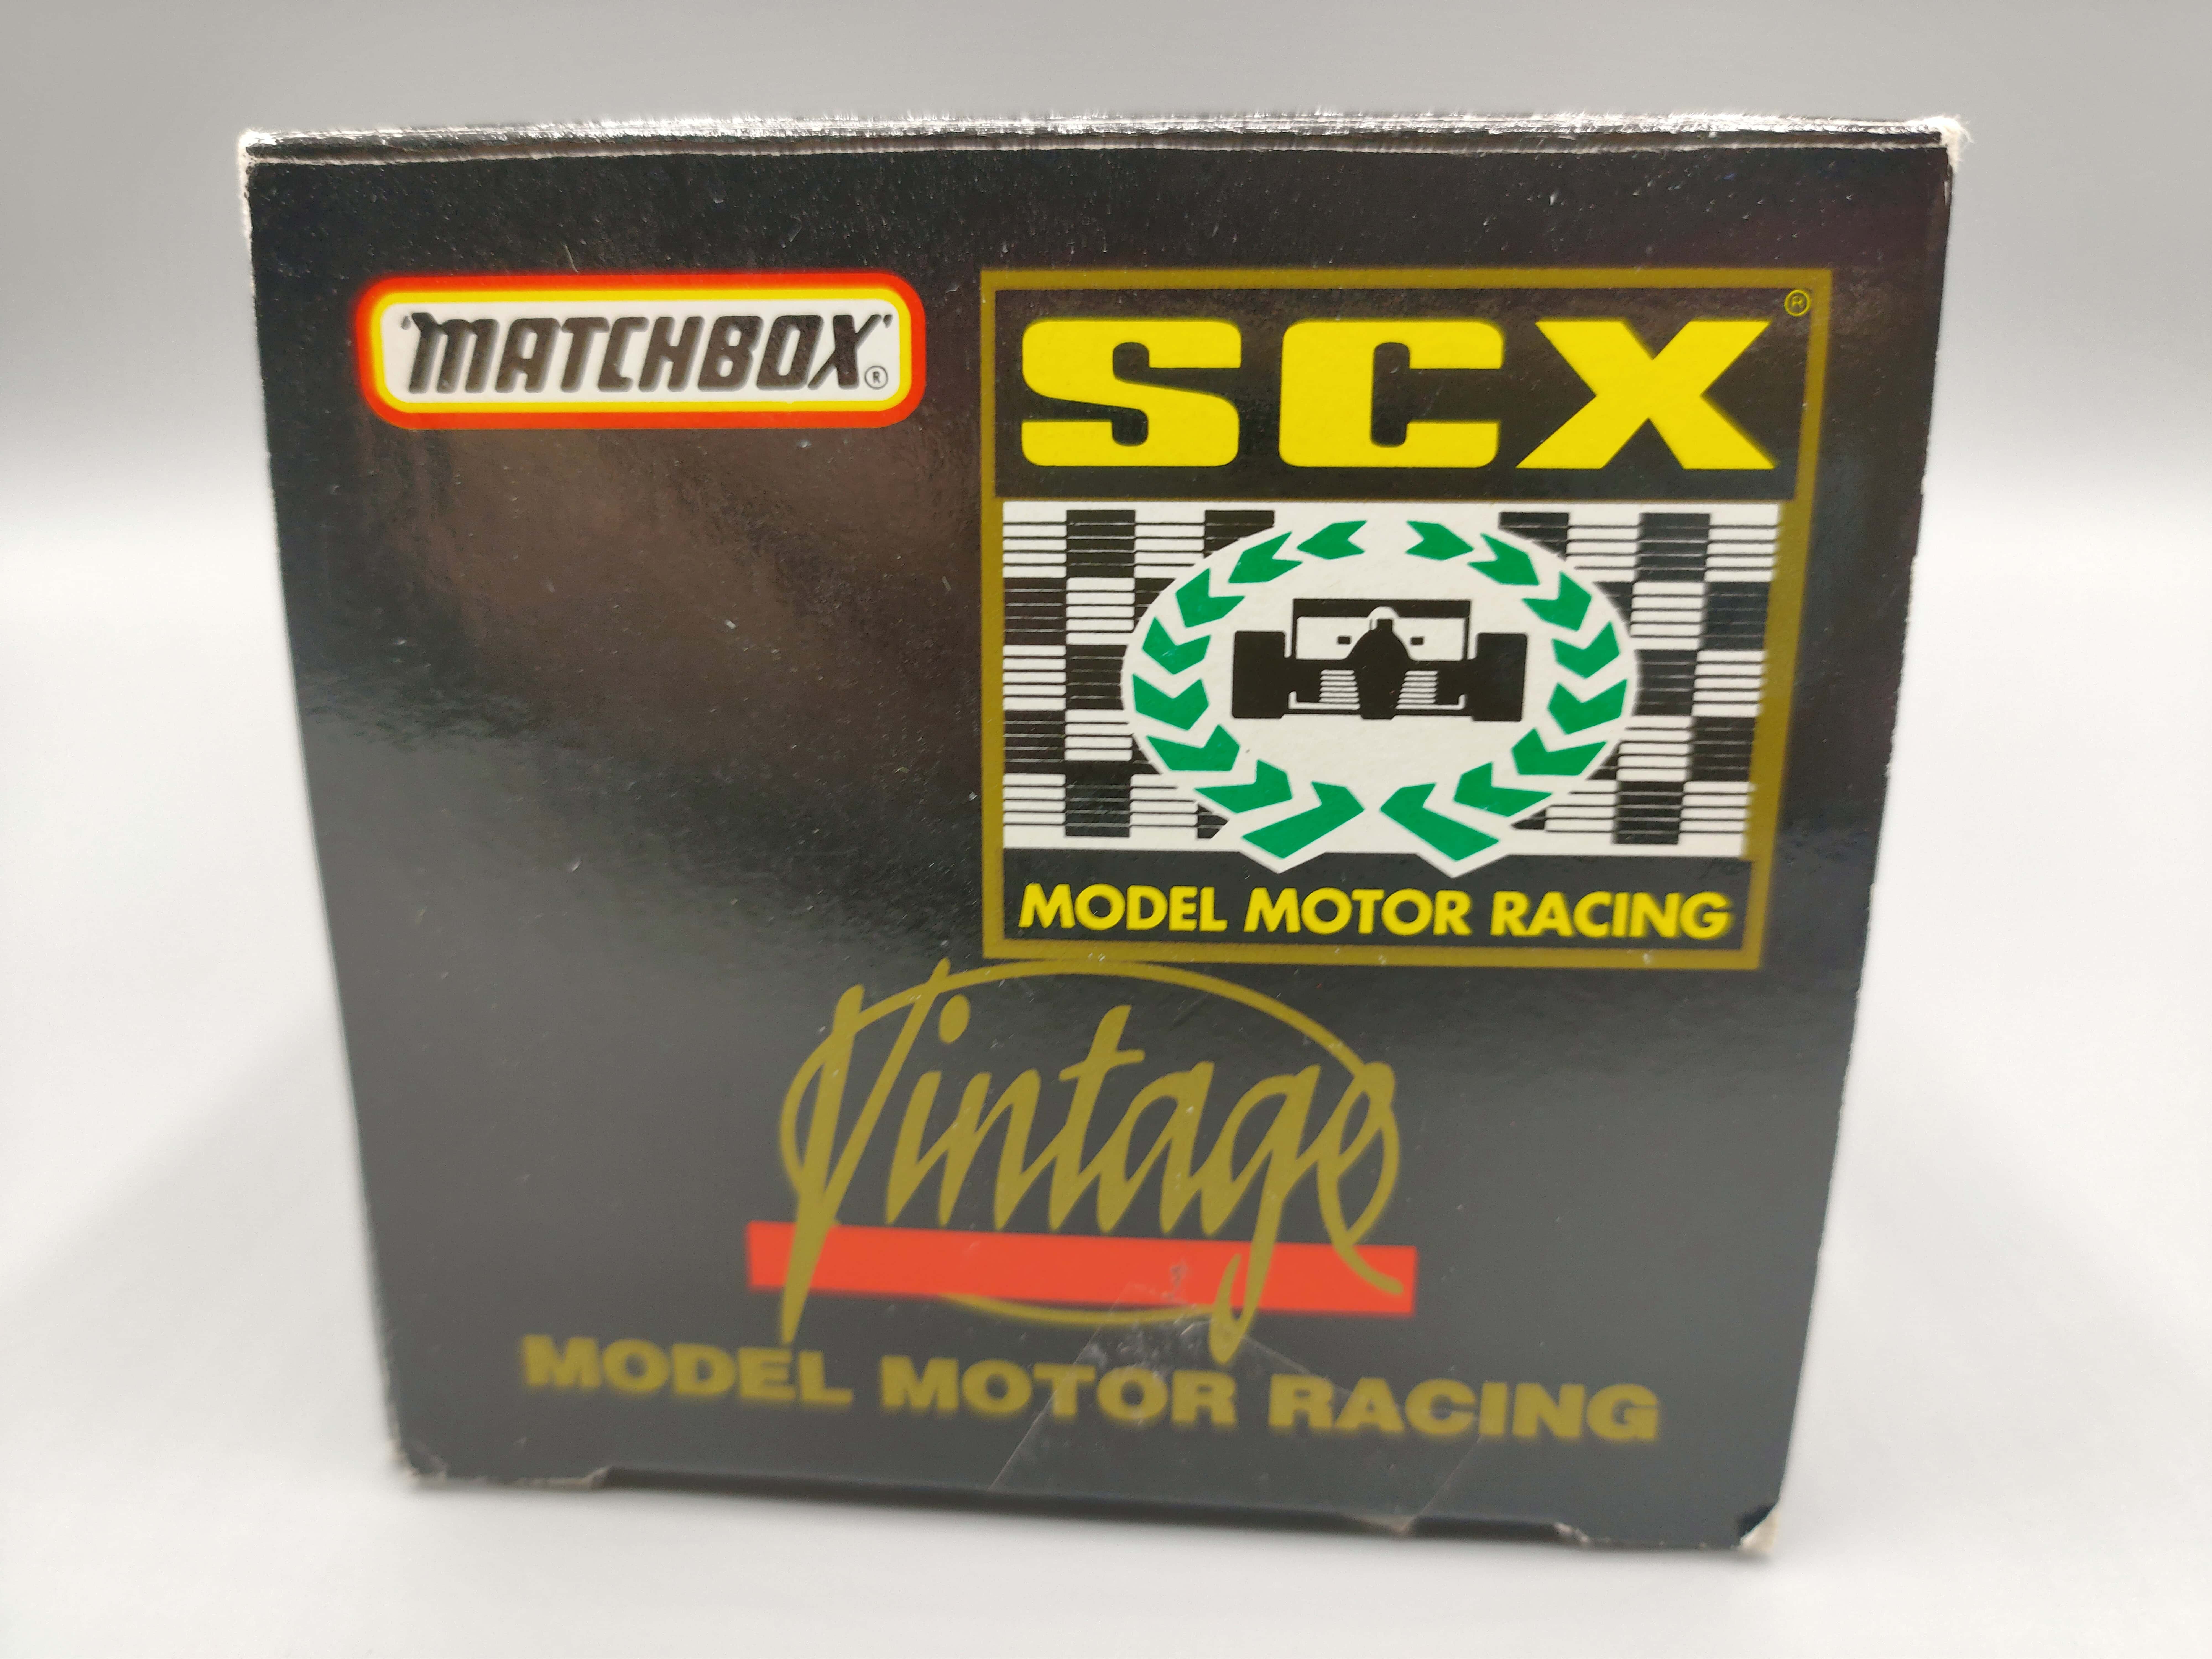 'MATCHBOX'®
SCX®
MODEL MOTOR RACING
Vintage
MODEL MOTOR RACING